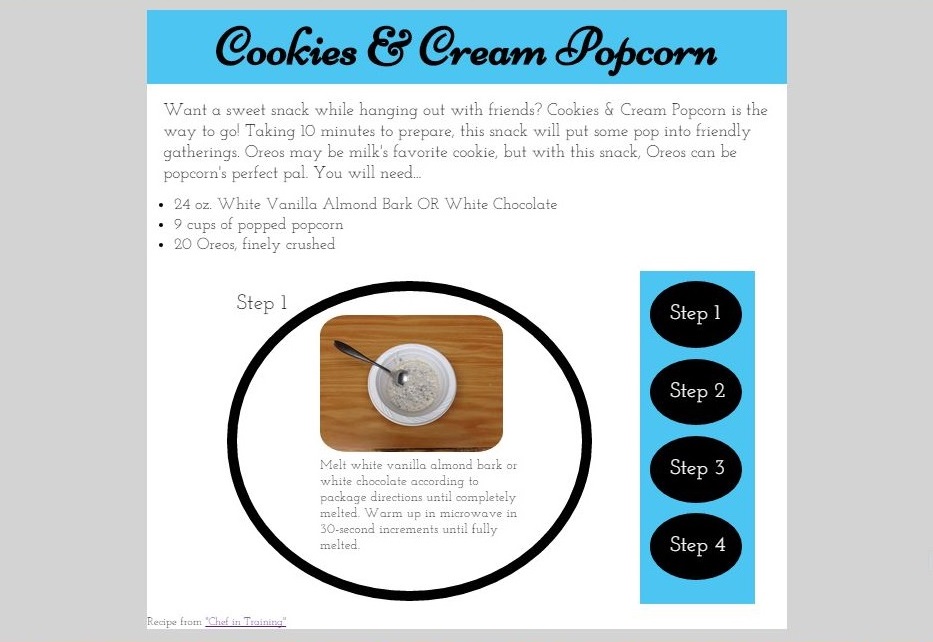 Cookies & Cream Popcorn
Want a sweet snack while hanging out with friends? Cookies & Cream Popcorn is the
way to go! Taking 10 minutes to prepare, this snack will put some pop into friendly
gatherings. Oreos may be milk's favorite cookie, but with this snack, Oreos can be
popcorn's perfect pal. You will need...
• 24 oz. White Vanilla Almond Bark OR White Chocolate
• 9 cups of popped popcorn
• 20 Oreos, finely crushed
Step 1
Melt white vanilla almond bark or
white chocolate according to
package directions until completely
melted. Warm up in microwave in
30-second increments until fully
melted.
Step 1
Step 2
Step 3
Step 4
Recipe from "Chef in Training"